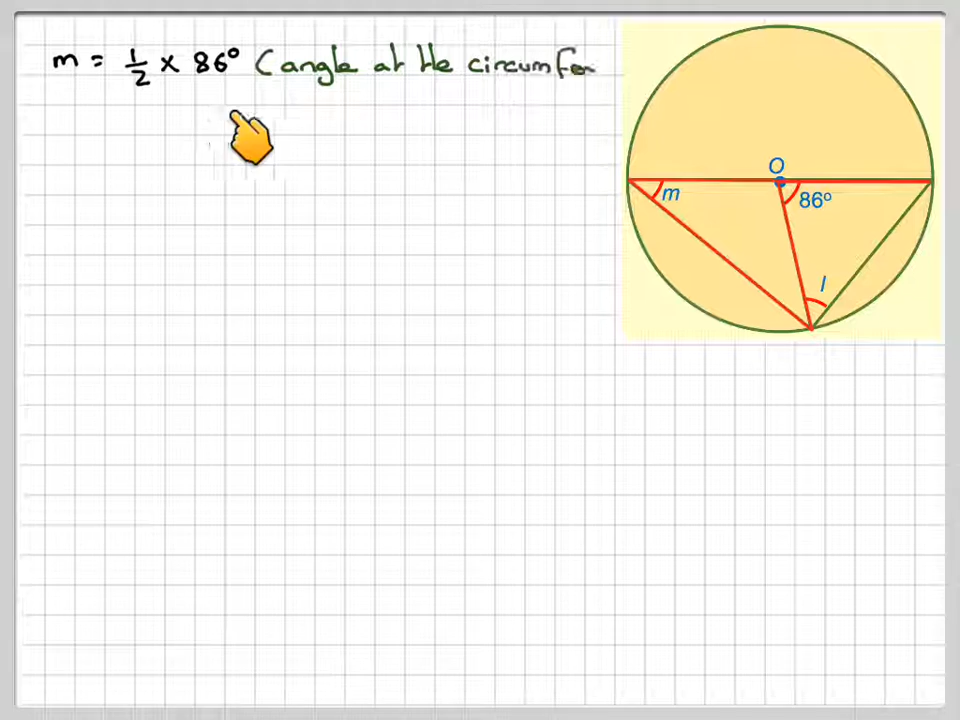 m = 1/2 × 86° (angle at the circumfer
O
m
86°
l